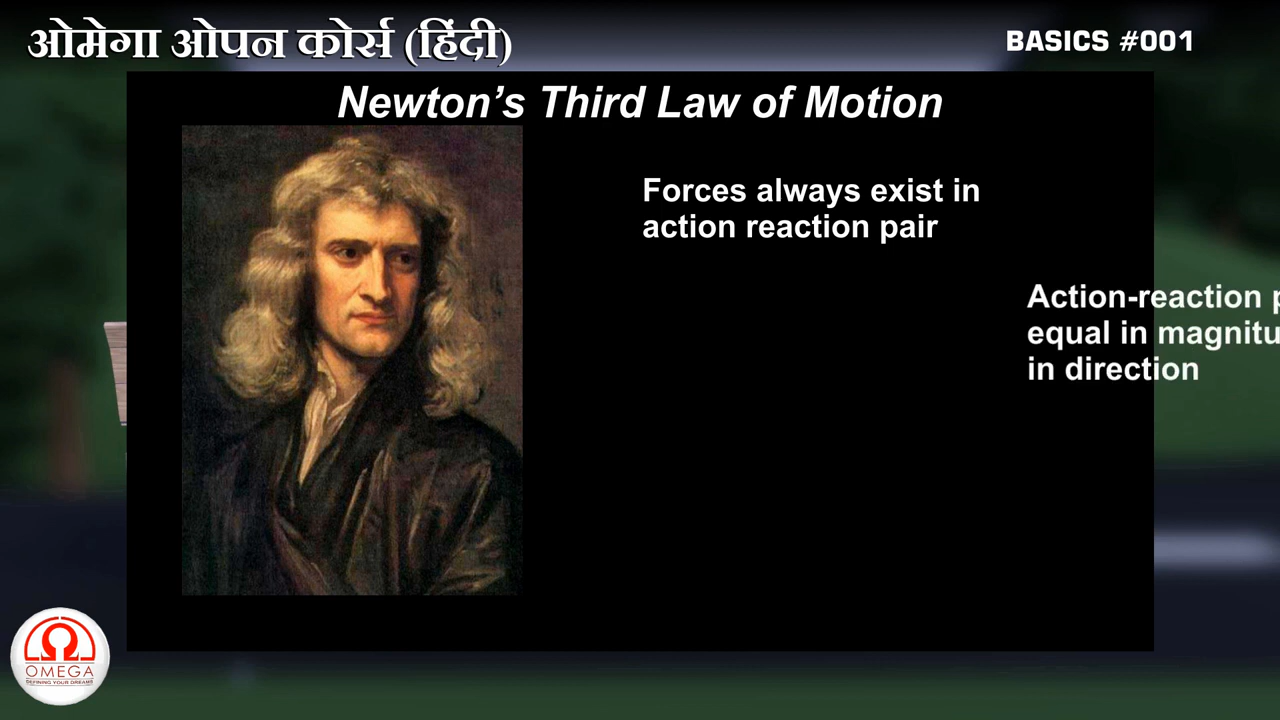 ओमेगा ओपन कोर्स (हिंदी)
BASICS #001
Newton’s Third Law of Motion
Forces always exist in
action reaction pair
Action-reaction
equal in
in direction
OMEGA
DEFINING YOUR DREAMS